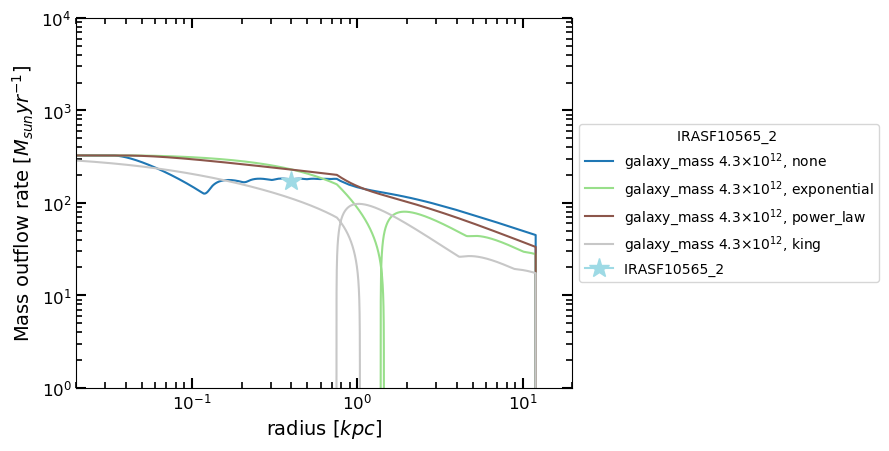 Mass outflow rate [M_sun yr^−1]
10^4
10^3
10^2
10^1
10^0
10^−1
10^0
10^1
radius [kpc]
IRASF10565_2
galaxy_mass 4.3×10^12, none
galaxy_mass 4.3×10^12, exponential
galaxy_mass 4.3×10^12, power_law
galaxy_mass 4.3×10^12, king
IRASF10565_2